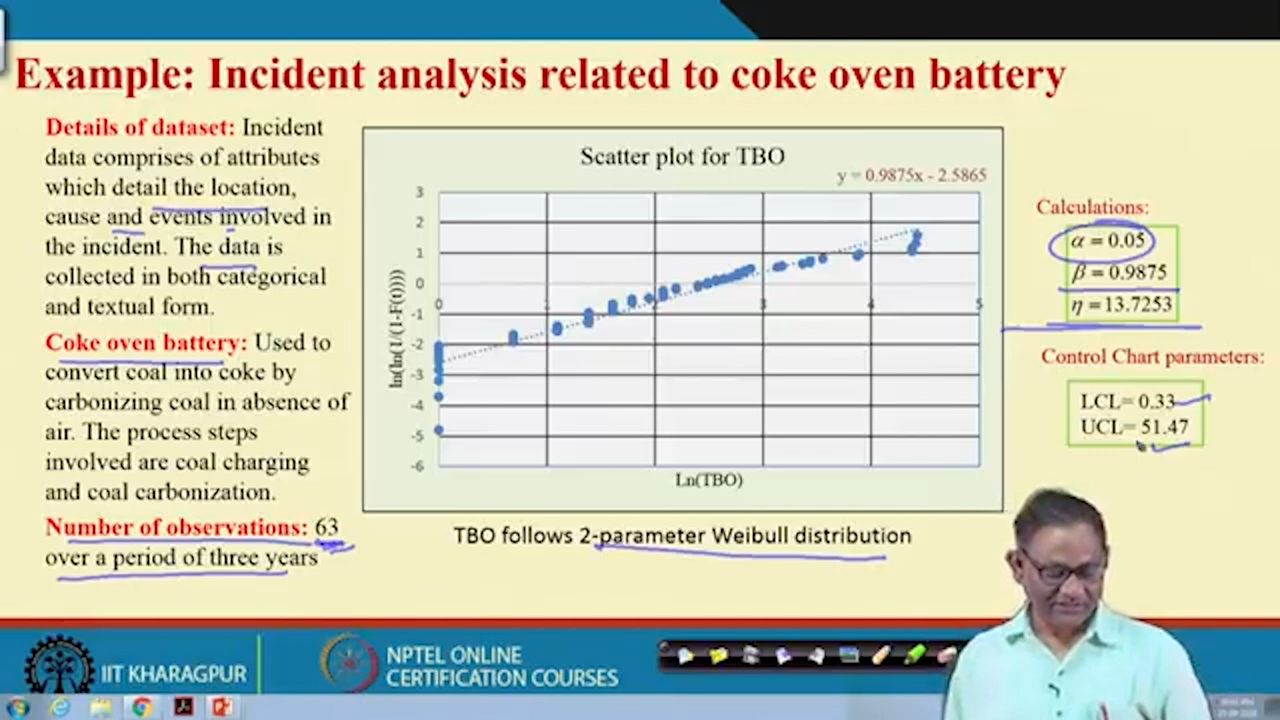 Example: Incident analysis related to coke oven battery
Details of dataset: Incident
data comprises of attributes
which detail the location,
cause and events involved in
the incident. The data is
collected in both categorical
and textual form.
Coke oven battery: Used to
convert coal into coke by
carbonizing coal in absence of
air. The process steps
involved are coal charging
and coal carbonization.
Number of observations: 63
over a period of three years
Scatter plot for TBO
y = 0.9875x - 2.5865
3
2
1
0
-1
-2
-3
-4
-5
-6
0
1
2
3
4
5
ln(ln(1/(1-F(t))))
Ln(TBO)
TBO follows 2-parameter Weibull distribution
Calculations:
α = 0.05
β = 0.9875
η = 13.7253
Control Chart parameters:
LCL= 0.33
UCL= 51.47
IIT KHARAGPUR
NPTEL ONLINE
CERTIFICATION COURSES